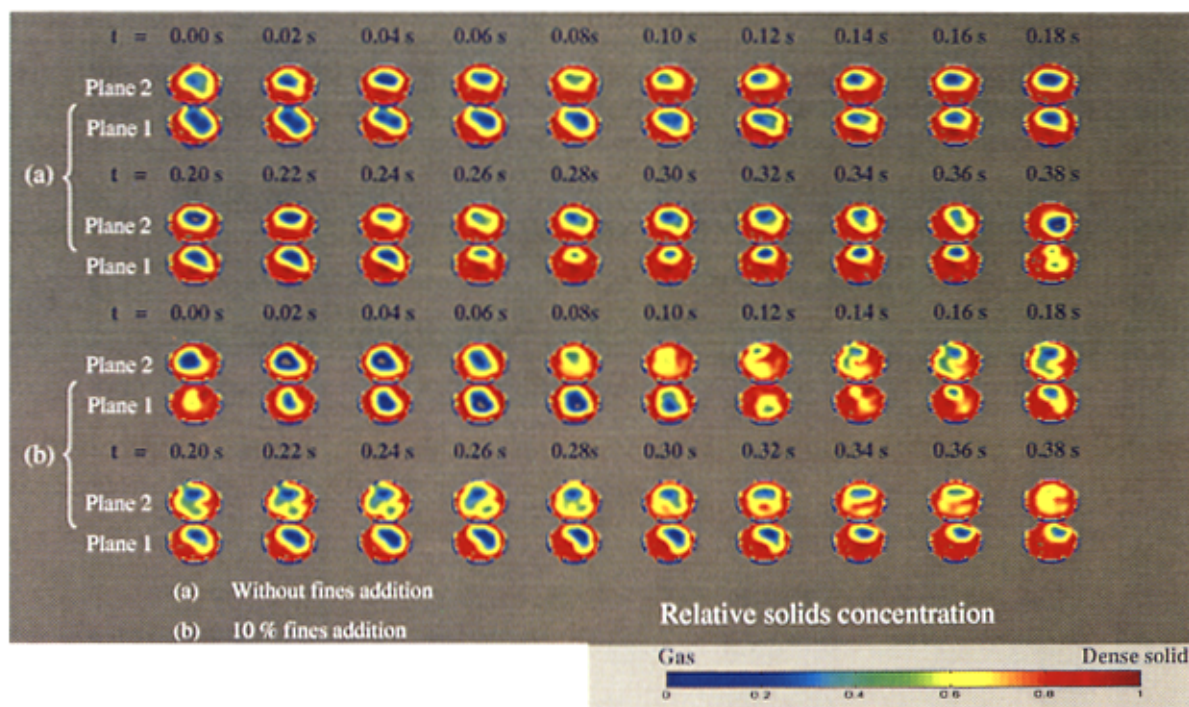 t = 0.00 s 0.02 s 0.04 s 0.06 s 0.08s 0.10 s 0.12 s 0.14 s 0.16 s 0.18 s
Plane 2
Plane 1
(a)
t = 0.20 s 0.22 s 0.24 s 0.26 s 0.28s 0.30 s 0.32 s 0.34 s 0.36 s 0.38 s
Plane 2
Plane 1
t = 0.00 s 0.02 s 0.04 s 0.06 s 0.08s 0.10 s 0.12 s 0.14 s 0.16 s 0.18 s
Plane 2
Plane 1
(b)
t = 0.20 s 0.22 s 0.24 s 0.26 s 0.28s 0.30 s 0.32 s 0.34 s 0.36 s 0.38 s
Plane 2
Plane 1
(a) Without fines addition
(b) 10 % fines addition
Relative solids concentration
Gas Dense solid
0 0.2 0.4 0.6 0.8 1